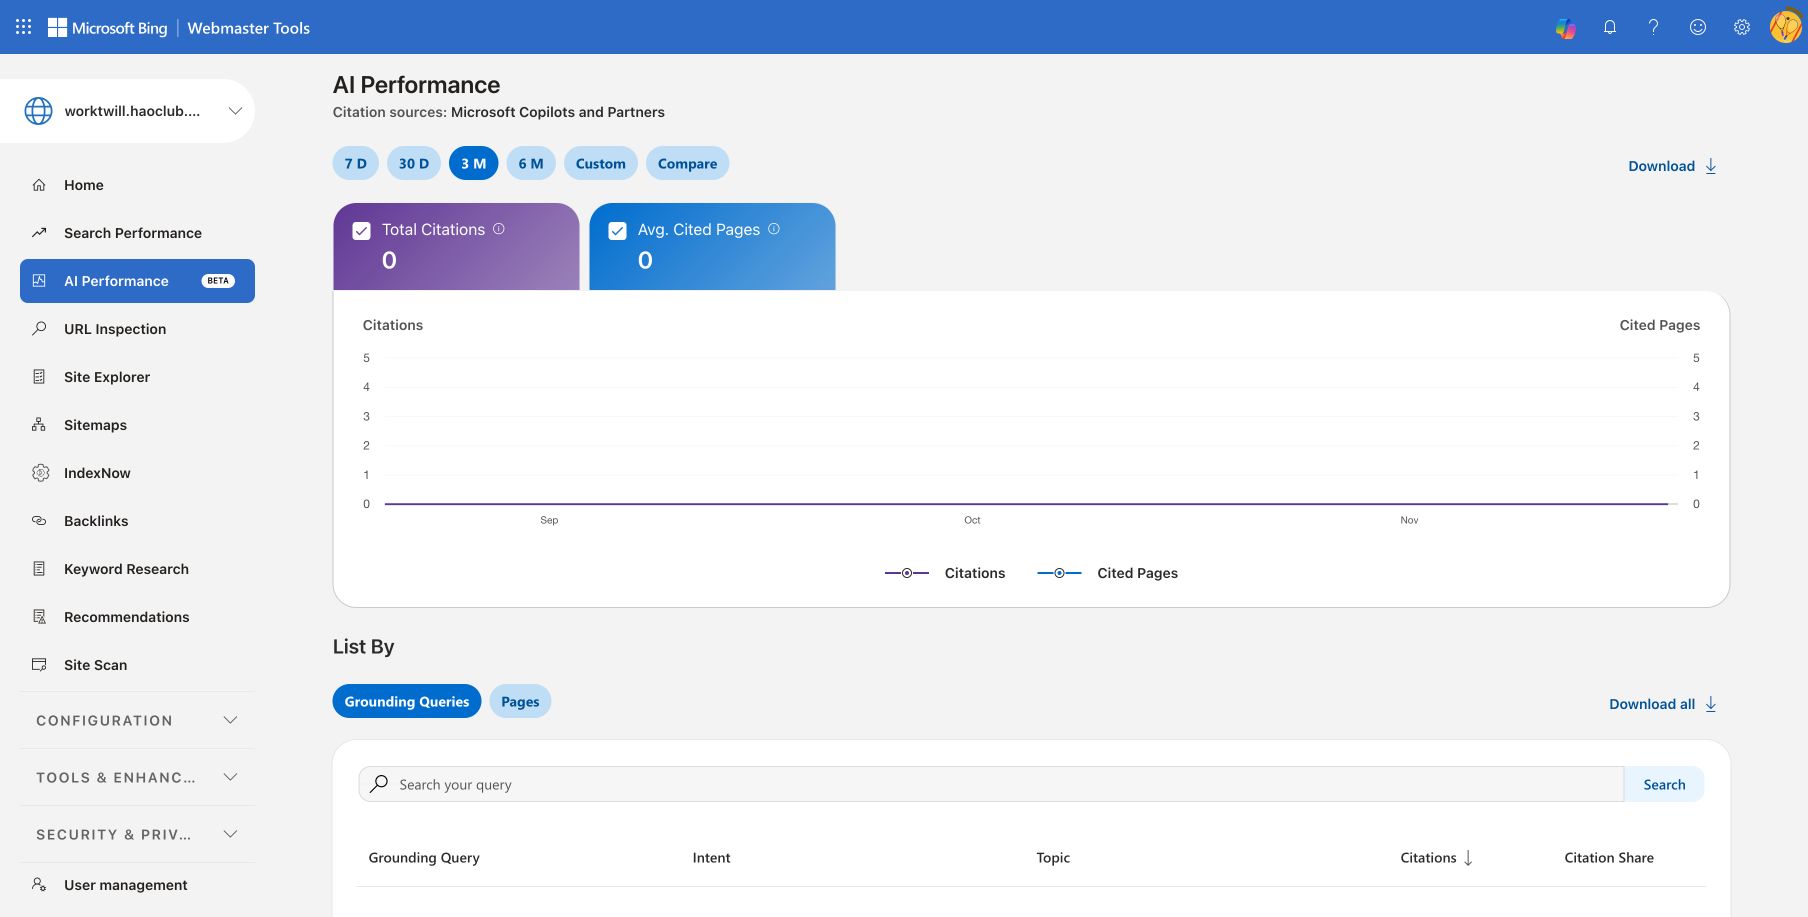 Microsoft Bing | Webmaster Tools
worktwill.haoclub....
Home
Search Performance
AI Performance BETA
URL Inspection
Site Explorer
Sitemaps
IndexNow
Backlinks
Keyword Research
Recommendations
Site Scan
CONFIGURATION
TOOLS & ENHANC...
SECURITY & PRIV...
User management
AI Performance
Citation sources: Microsoft Copilots and Partners
7 D 30 D 3 M 6 M Custom Compare
Download
Total Citations
0
Avg. Cited Pages
0
Citations Cited Pages
5 5
4 4
3 3
2 2
1 1
0 0
Sep Oct Nov
Citations Cited Pages
List By
Grounding Queries Pages
Download all
Search your query Search
Grounding Query Intent Topic Citations Citation Share